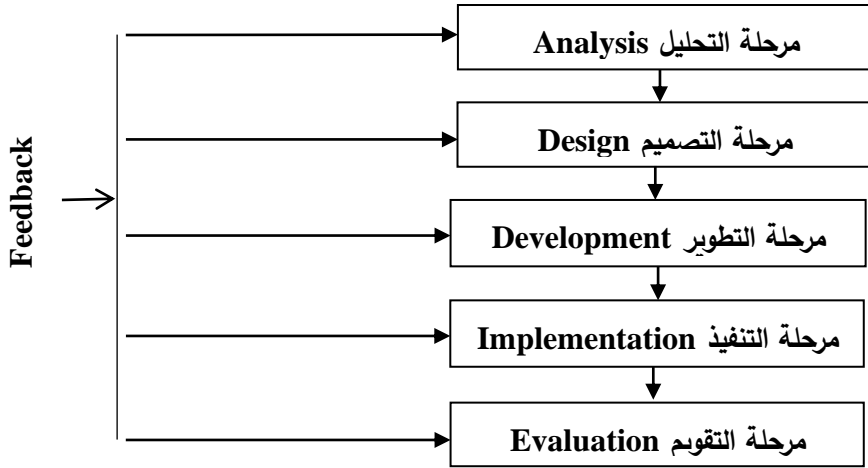 مرحلة التحليل Analysis
مرحلة التصميم Design
مرحلة التطوير Development
مرحلة التنفيذ Implementation
مرحلة التقويم Evaluation
Feedback